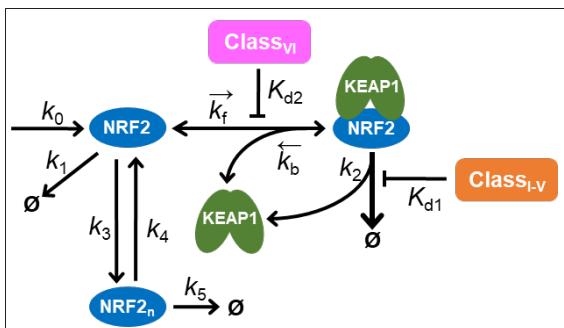 Class_VI
KEAP1
K_d2
k_0
k_f
NRF2
NRF2
k_b
k_1
k_2
Class_I-V
Ø
KEAP1
K_d1
k_3
k_4
Ø
k_5
NRF2_n
Ø